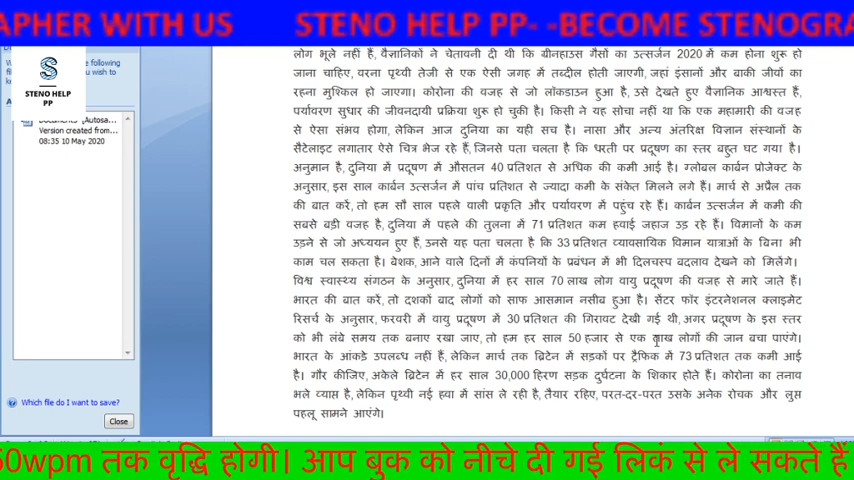 APHER WITH US STENO HELP PP- -BECOME STENOGRA
STENO HELP
PP
e following
wish to
Version created from...
08:35 10 May 2020
Which file do I want to save?
Close
लोग भूले नहीं हैं, वैज्ञानिकों ने चेतावनी दी थी कि ग्रीनहाउस गैसों का उत्सर्जन 2020 में कम होना शुरू हो
जाना चाहिए, वरना पृथ्वी तेजी से एक ऐसी जगह में तब्दील होती जाएगी, जहां इंसानों और बाकी जीवों का
रहना मुश्किल हो जाएगा। कोरोना की वजह से जो लॉकडाउन हुआ है, उसे देखते हुए वैज्ञानिक आश्वस्त हैं,
पर्यावरण सुधार की जीवनदायी प्रक्रिया शुरू हो चुकी है। किसी ने यह सोचा नहीं था कि एक महामारी की वजह
से ऐसा संभव होगा, लेकिन आज दुनिया का यही सच है। नासा और अन्य अंतरिक्ष विज्ञान संस्थानों के
सैटेलाइट लगातार ऐसे चित्र भेज रहे हैं, जिनसे पता चलता है कि धरती पर प्रदूषण का स्तर बहुत घट गया है।
अनुमान है, दुनिया में प्रदूषण में औसतन 40 प्रतिशत से अधिक की कमी आई है। ग्लोबल कार्बन प्रोजेक्ट के
अनुसार, इस साल कार्बन उत्सर्जन में पांच प्रतिशत से ज्यादा कमी के संकेत मिलने लगे हैं। मार्च से अप्रैल तक
की बात करें, तो हम सौ साल पहले वाली प्रकृति और पर्यावरण में पहुंच रहे हैं। कार्बन उत्सर्जन में कमी की
सबसे बड़ी वजह है, दुनिया में पहले की तुलना में 71 प्रतिशत कम हवाई जहाज उड़ रहे हैं। विमानों के कम
उड़ने से जो अध्ययन हुए हैं, उनसे यह पता चलता है कि 33 प्रतिशत व्यावसायिक विमान यात्राओं के बिना भी
काम चल सकता है। बेशक, आने वाले दिनों में कंपनियों के प्रबंधन में भी दिलचस्प बदलाव देखने को मिलेंगे।
विश्व स्वास्थ्य संगठन के अनुसार, दुनिया में हर साल 70 लाख लोग वायु प्रदूषण की वजह से मारे जाते हैं।
भारत की बात करें, तो दशकों बाद लोगों को साफ आसमान नसीब हुआ है। सेंटर फॉर इंटरनेशनल क्लाइमेट
रिसर्च के अनुसार, फरवरी में वायु प्रदूषण में 30 प्रतिशत की गिरावट देखी गई थी, अगर प्रदूषण के इस स्तर
को भी लंबे समय तक बनाए रखा जाए, तो हम हर साल 50 हजार से एक लाख लोगों की जान बचा पाएंगे।
भारत के आंकड़े उपलब्ध नहीं हैं, लेकिन मार्च तक ब्रिटेन में सड़कों पर ट्रैफिक में 73 प्रतिशत तक कमी आई
है। गौर कीजिए, अकेले ब्रिटेन में हर साल 30,000 हिरण सड़क दुर्घटना के शिकार होते हैं। कोरोना का तनाव
भले व्याप्त है, लेकिन पृथ्वी नई हवा में सांस ले रही है, तैयार रहिए, परत-दर-परत उसके अनेक रोचक और लुप्त
पहलू सामने आएंगे।
50wpm तक वृद्धि होगी। आप बुक को नीचे दी गई लिकं से ले सकते हैं